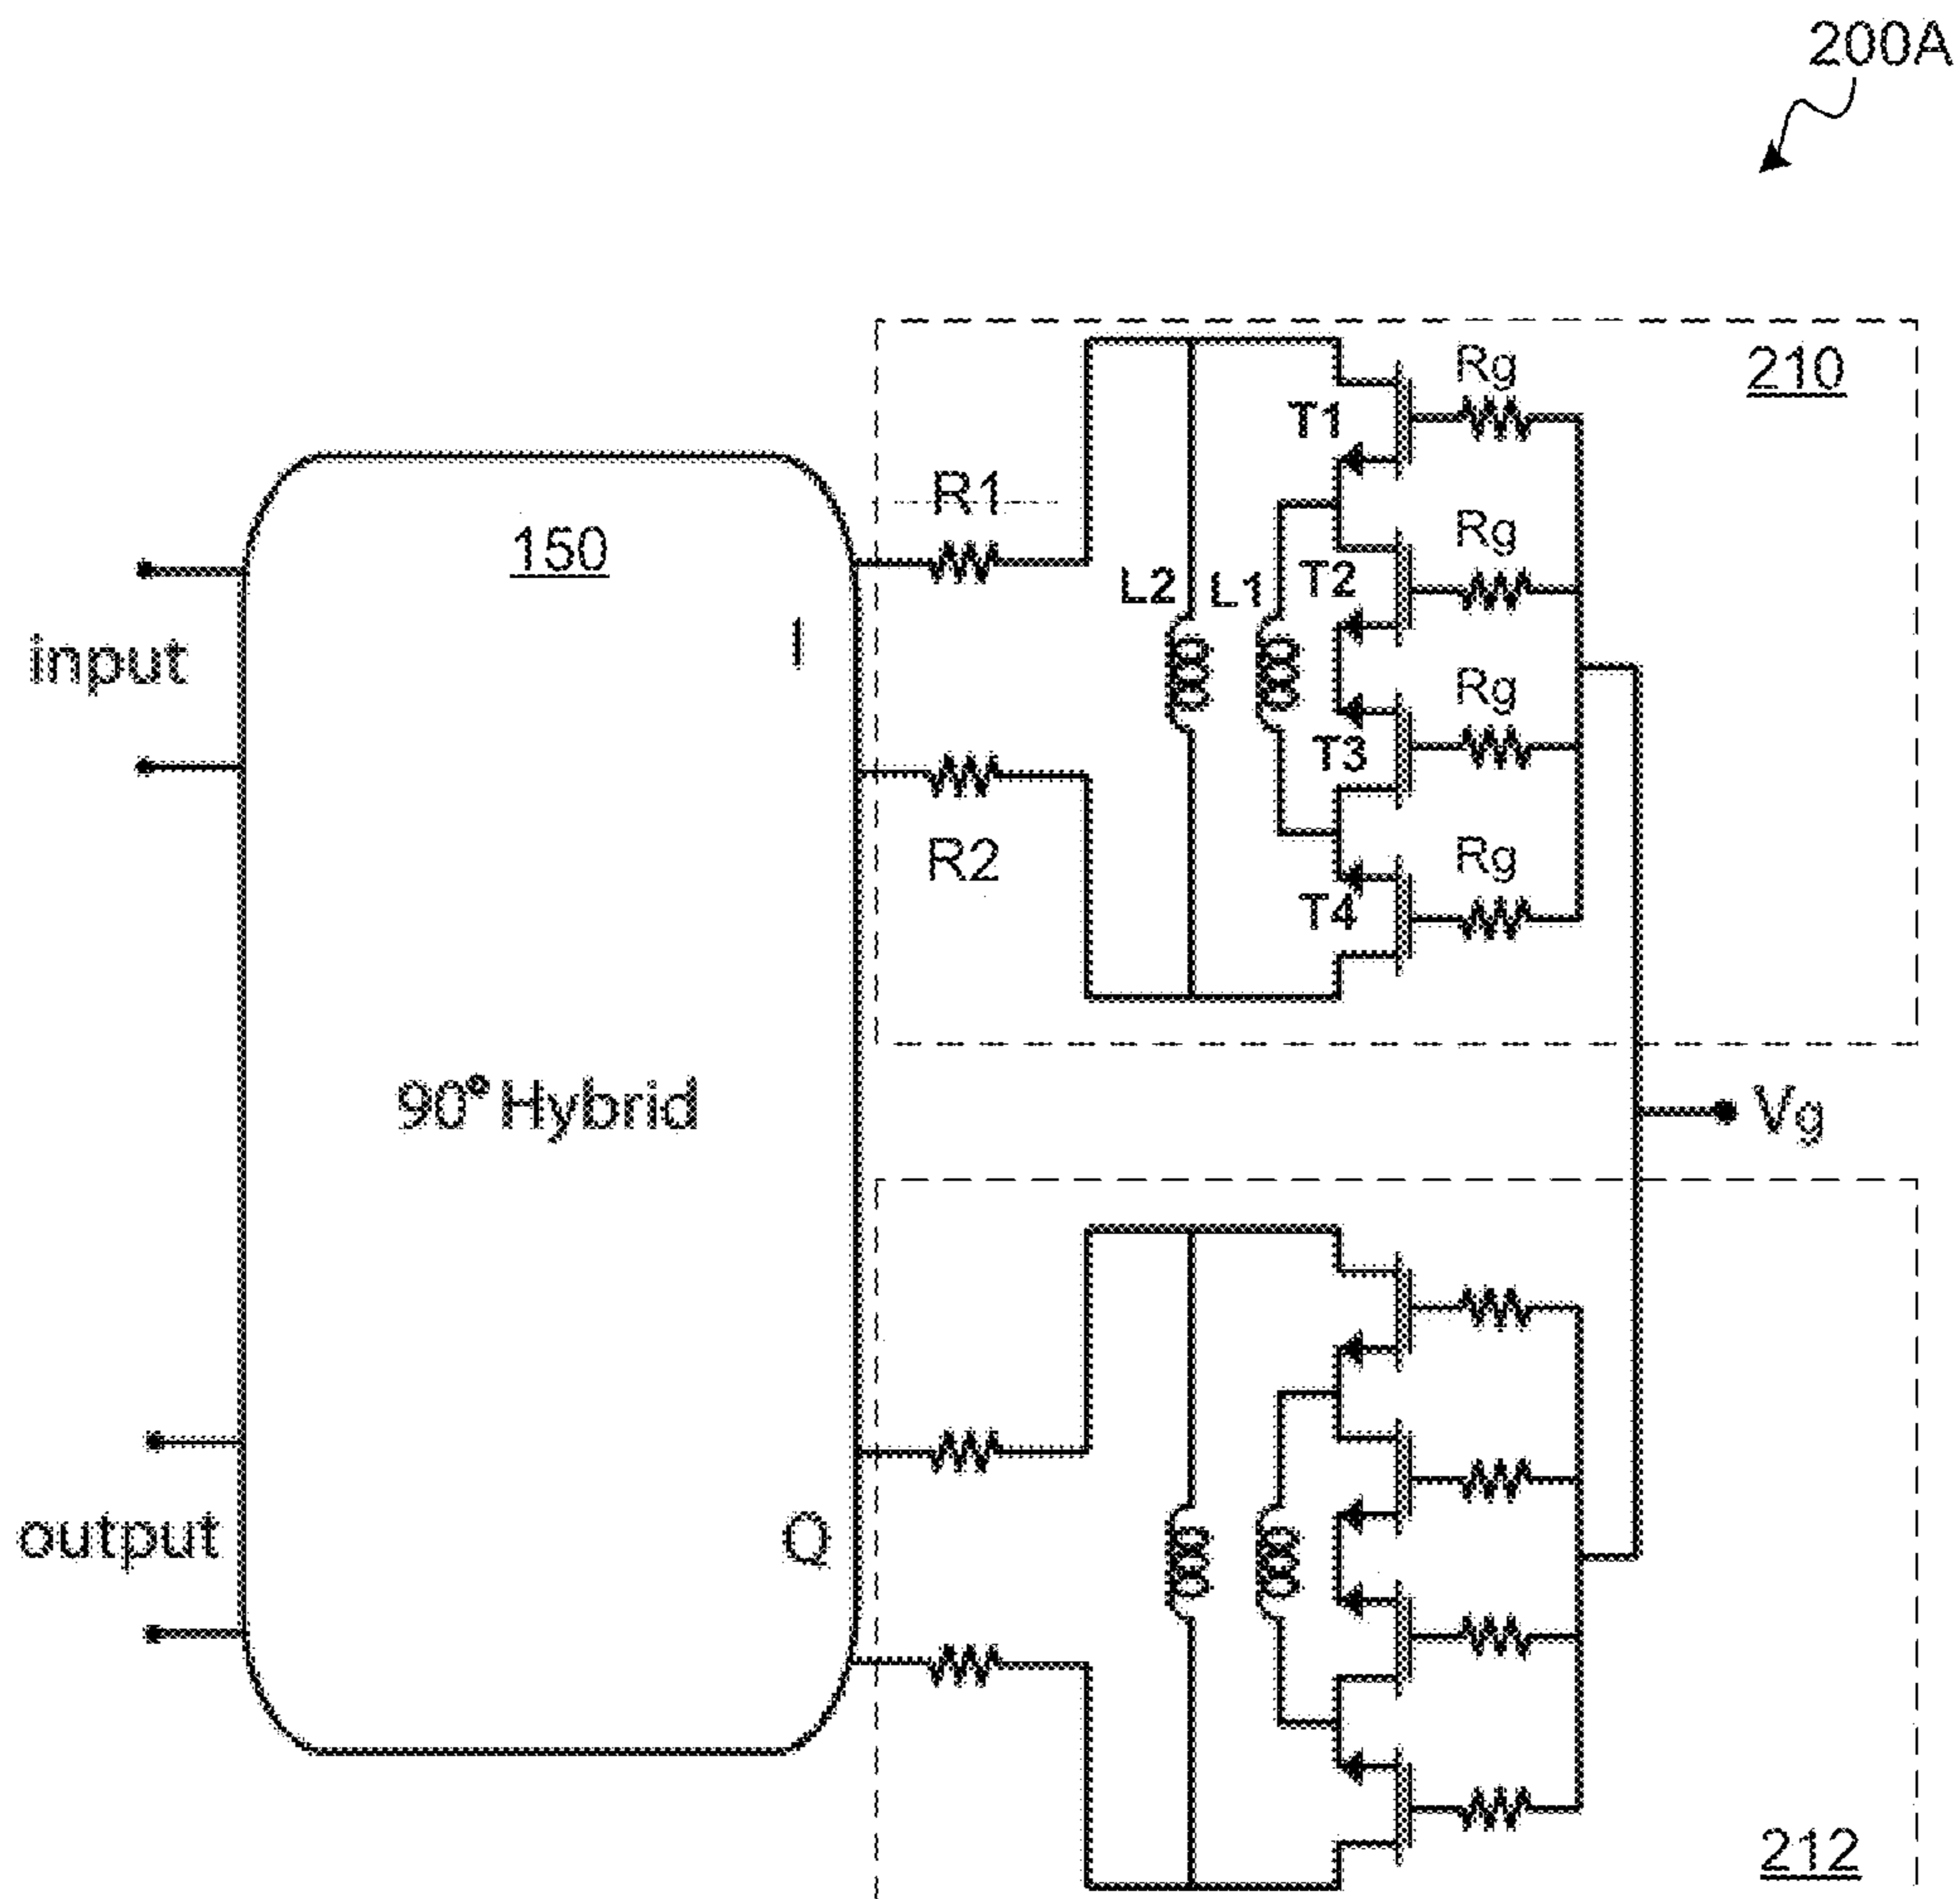 200A
210
Rg
T1
R1
150
Rg
T2
L2
L1
I
input
Rg
T3
R2
Rg
T4
90° Hybrid
Vg
output
Q
212